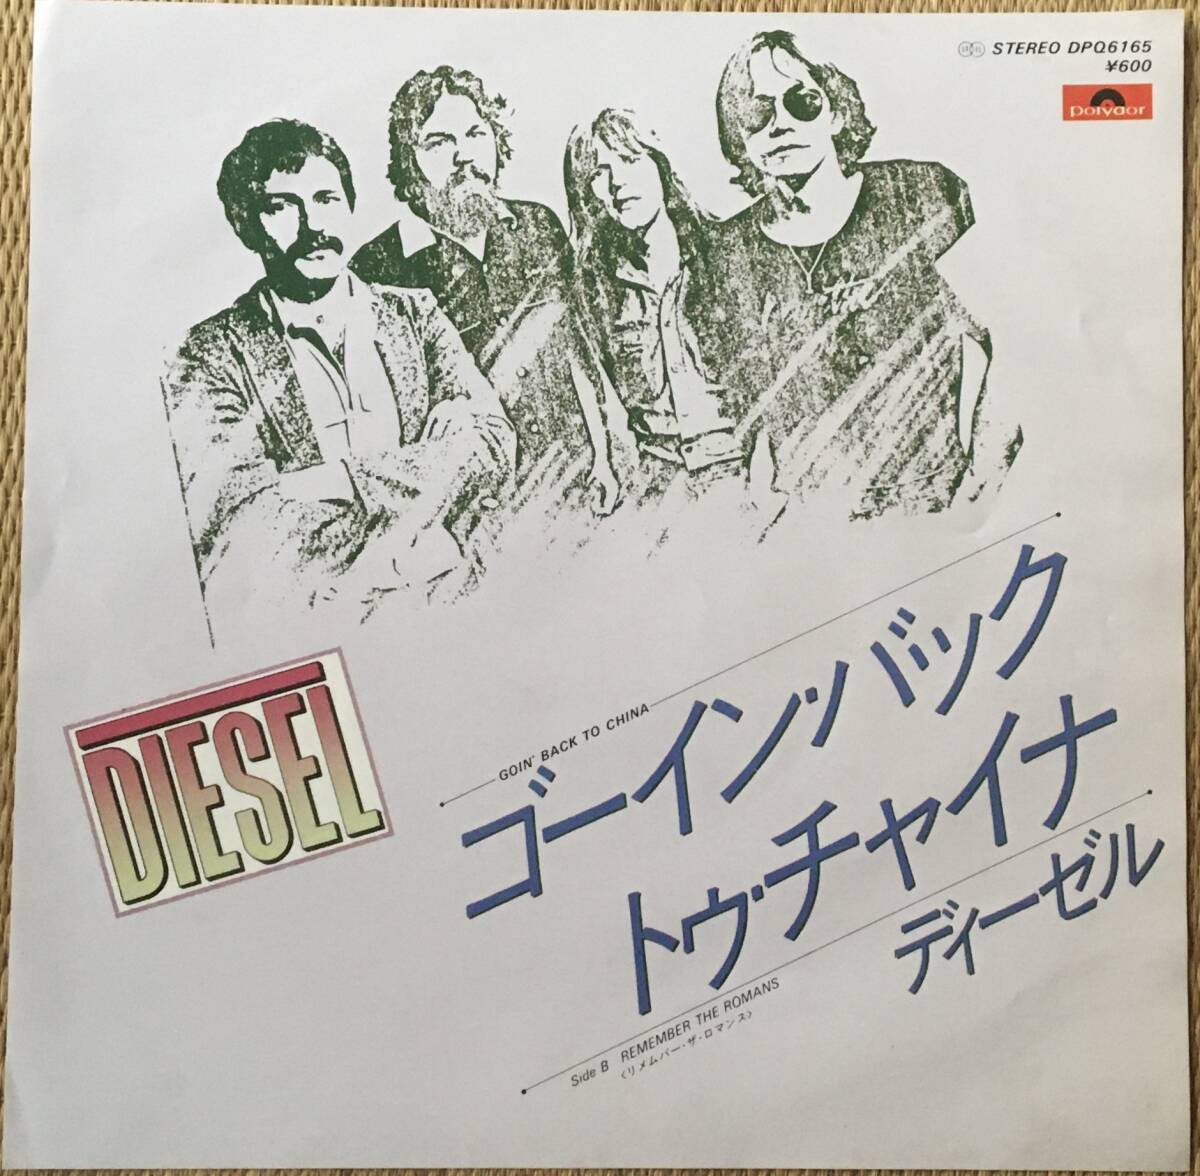 STEREO DPQ6165
¥600
polydor
DIESEL
GOIN' BACK TO CHINA
ゴーイン・バック
トゥ・チャイナ
ディーゼル
Side B REMEMBER THE ROMANS
〈リメムバー・ザ・ロマンス〉